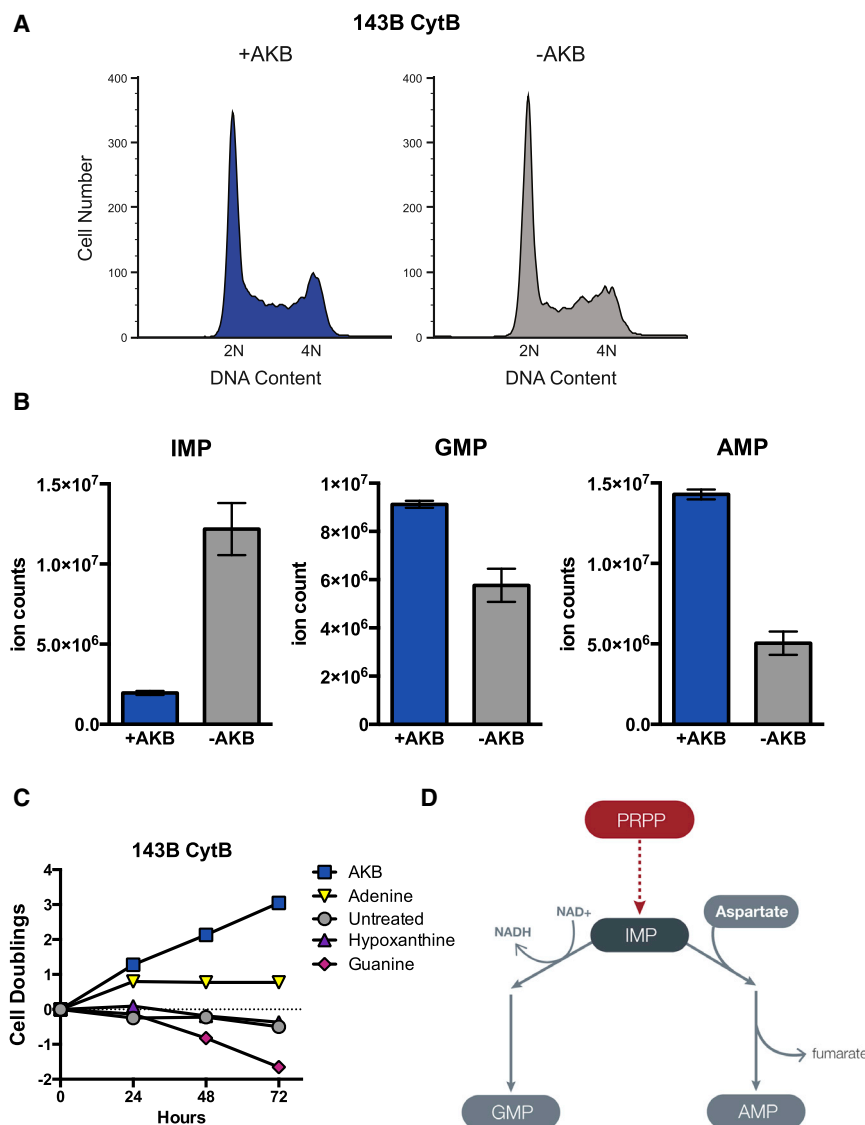 A
143B CytB
+AKB
-AKB
400
300
200
100
0
Cell Number
2N
4N
DNA Content
400
300
200
100
0
2N
4N
DNA Content
B
IMP
1.5×10⁷
1.0×10⁷
5.0×10⁶
0.0
ion counts
+AKB
-AKB
GMP
1×10⁷
8×10⁶
6×10⁶
4×10⁶
2×10⁶
0
ion count
+AKB
-AKB
AMP
1.5×10⁷
1.0×10⁷
5.0×10⁶
0.0
ion counts
+AKB
-AKB
C
143B CytB
4
3
2
1
0
-1
-2
Cell Doublings
0
24
48
72
Hours
AKB
Adenine
Untreated
Hypoxanthine
Guanine
D
PRPP
NADH
NAD+
IMP
Aspartate
fumarate
GMP
AMP